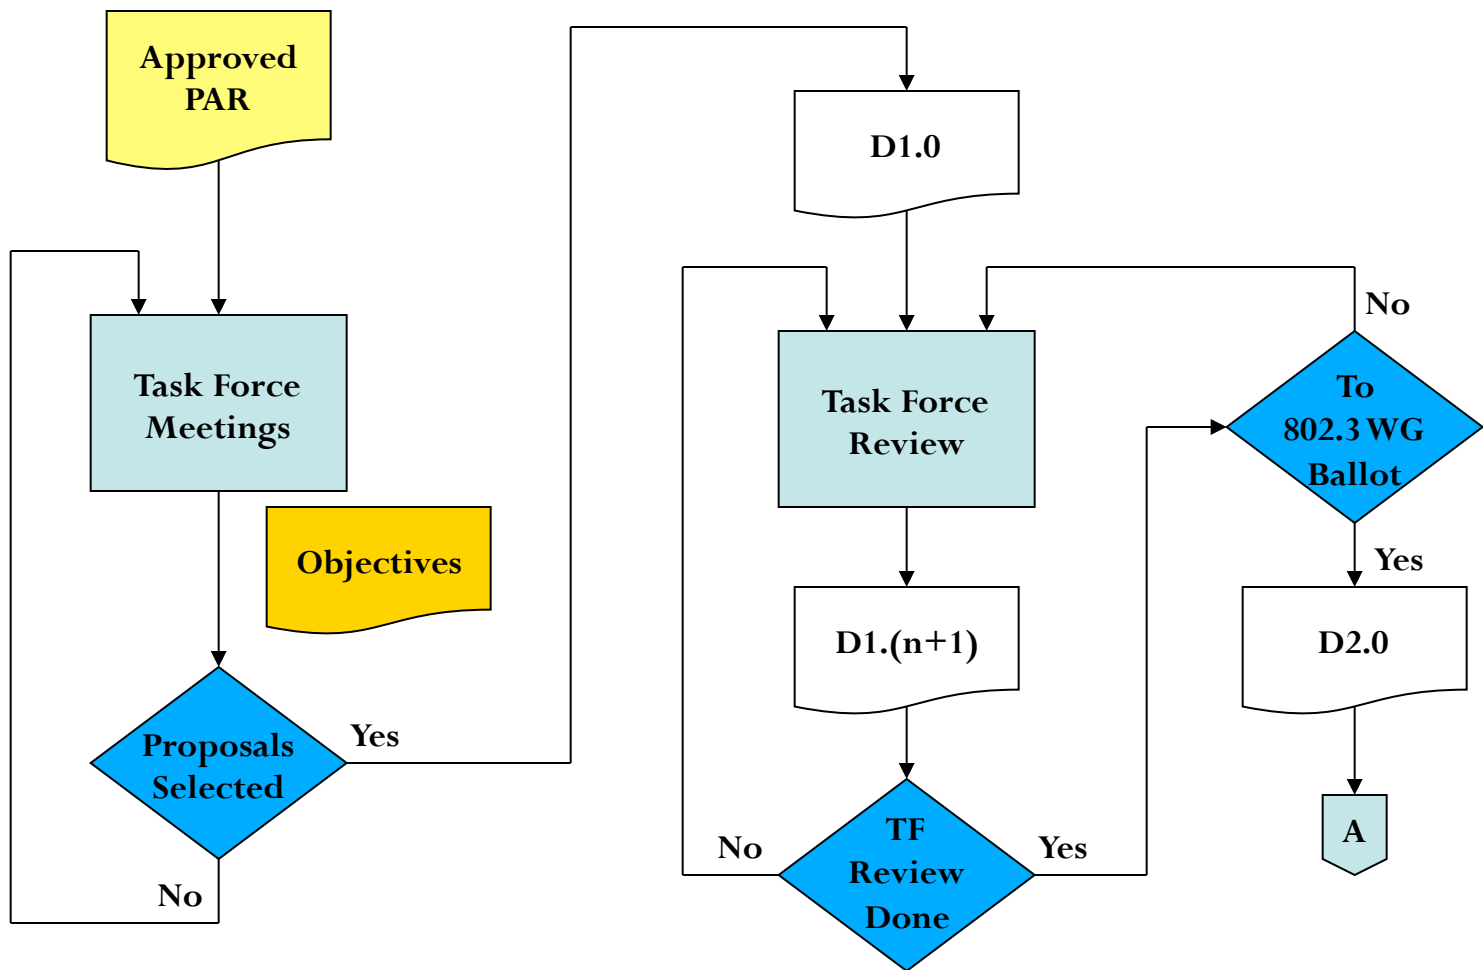 Approved
PAR
Task Force
Meetings
Objectives
Proposals
Selected
Yes
No
D1.0
Task Force
Review
D1.(n+1)
TF
Review
Done
No
Yes
To
802.3 WG
Ballot
No
Yes
D2.0
A